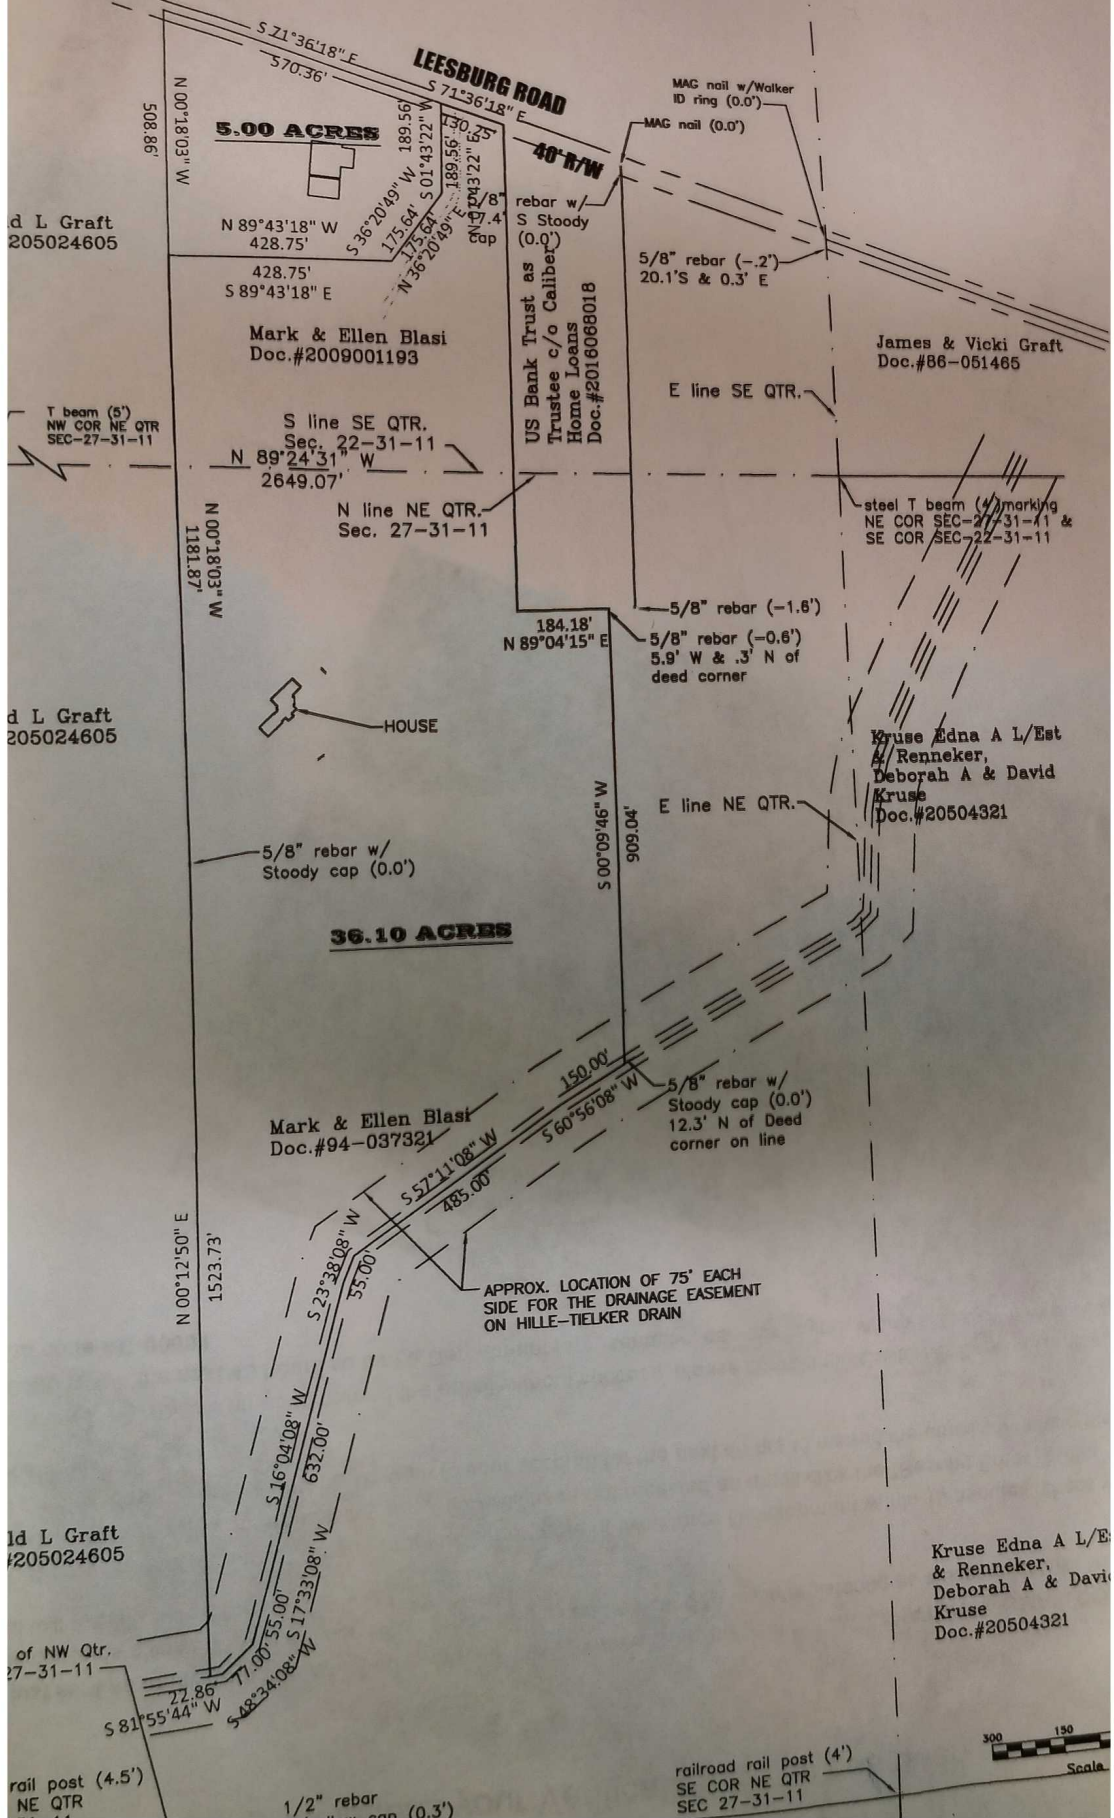 S 71°36'18" E
570.36'
LEESBURG ROAD
S 71°36'18" E
130.25'
40' R/W
MAG nail w/Walker
ID ring (0.0')
MAG nail (0.0')
N 00°18'03" W
508.86'
5.00 ACRES
189.56'
S 01°43'22" W
189.56'
S 36°20'49" W
175.64'
175.64'
N 36°20'49" E
5/8" rebar w/
S Stoody
cap (0.0')
N 89°43'18" W
428.75'
428.75'
S 89°43'18" E
d L Graft
205024605
5/8" rebar (-.2')
20.1'S & 0.3' E
US Bank Trust as
Trustee c/o Caliber
Home Loans
Doc.#2016068018
Mark & Ellen Blasi
Doc.#2009001193
James & Vicki Graft
Doc.#86-051465
E line SE QTR.
T beam (5')
NW COR NE QTR
SEC-27-31-11
S line SE QTR.
Sec. 22-31-11
N 89°24'31" W
2649.07'
N line NE QTR.
Sec. 27-31-11
steel T beam (4')marking
NE COR SEC-27-31-11 &
SE COR SEC-22-31-11
N 00°18'03" W
1181.87'
5/8" rebar (-1.6')
184.18'
N 89°04'15" E
5/8" rebar (-0.6')
5.9' W & .3' N of
deed corner
HOUSE
d L Graft
205024605
Kruse Edna A L/Est
& Renneker,
Deborah A & David
Kruse
Doc.#20504321
E line NE QTR.
S 00°09'46" W
909.04'
5/8" rebar w/
Stoody cap (0.0')
36.10 ACRES
150.00'
S 60°56'08" W
5/8" rebar w/
Stoody cap (0.0')
12.3' N of Deed
corner on line
Mark & Ellen Blasi
Doc.#94-037321
S 57°11'08" W
485.00'
N 00°12'50" E
1523.73'
S 23°38'08" W
55.00'
APPROX. LOCATION OF 75' EACH
SIDE FOR THE DRAINAGE EASEMENT
ON HILLE-TIELKER DRAIN
S 16°04'08" W
632.00'
ld L Graft
#205024605
Kruse Edna A L/E
& Renneker,
Deborah A & Davi
Kruse
Doc.#20504321
S 17°33'08" W
55.00'
77.00'
S 48°34'08" W
of NW Qtr.
27-31-11
22.86'
S 81°55'44" W
300
150
Scale
rail post (4.5')
NE QTR
1/2" rebar
cap (0.3')
railroad rail post (4')
SE COR NE QTR
SEC 27-31-11